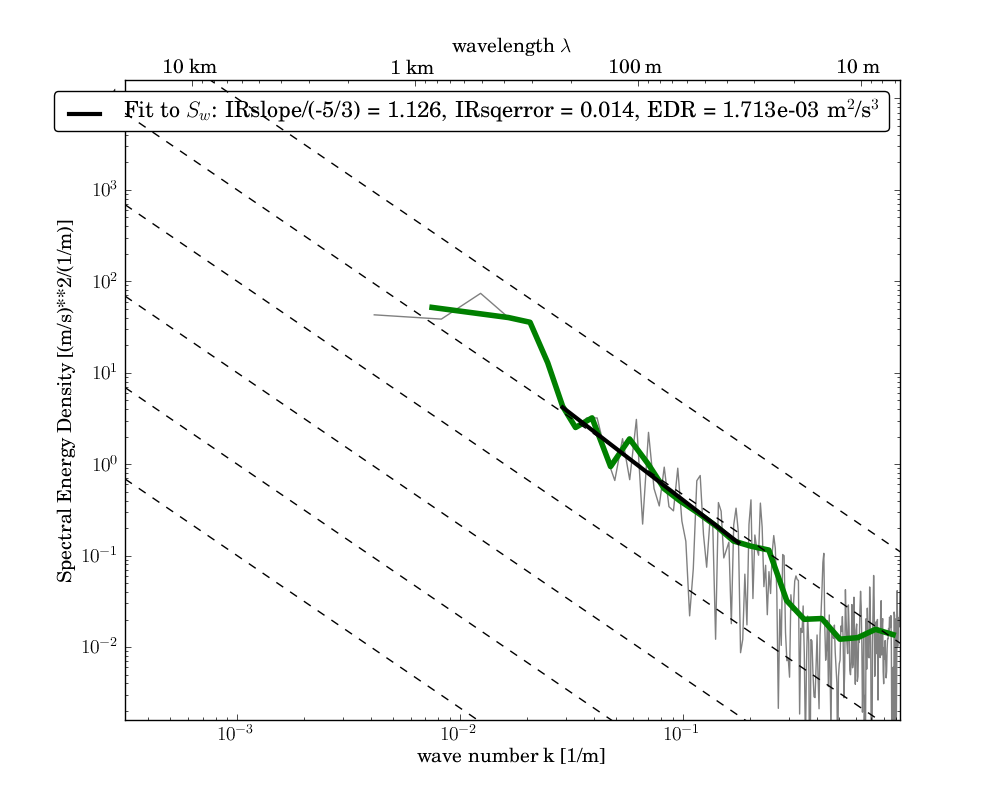 wavelength λ
10 km 1 km 100 m 10 m
Fit to S_w: IRslope/(-5/3) = 1.126, IRsqerror = 0.014, EDR = 1.713e-03 m²/s³
10³
10²
10¹
10⁰
10⁻¹
10⁻²
Spectral Energy Density [(m/s)**2/(1/m)]
10⁻³ 10⁻² 10⁻¹
wave number k [1/m]